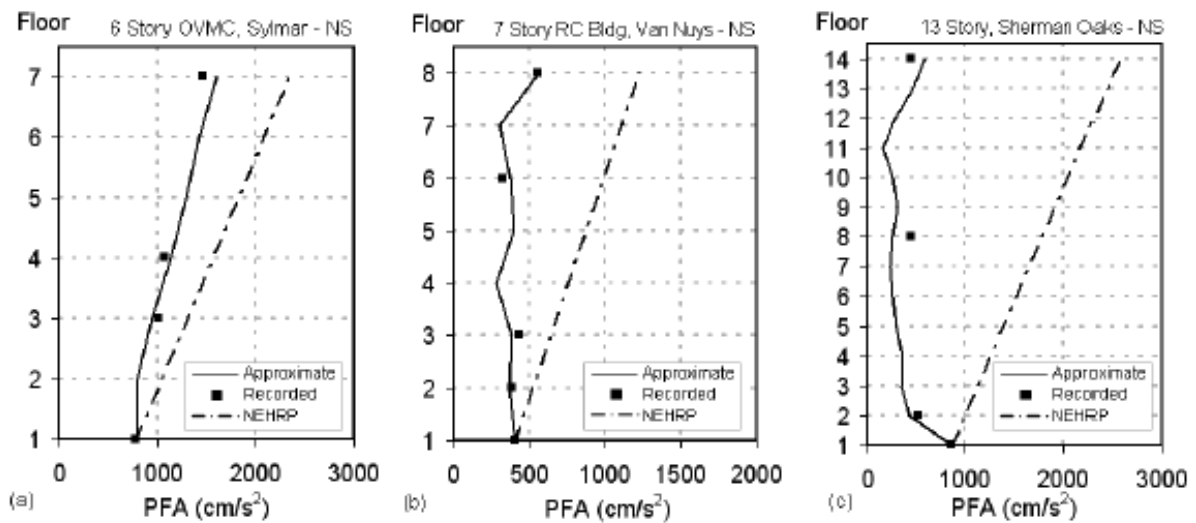 Floor 6 Story OVMC, Sylmar - NS
7
6
5
4
3
2
1
Approximate
Recorded
NEHRP
0 1000 2000 3000
(a) PFA (cm/s²)
Floor 7 Story RC Bldg, Van Nuys - NS
8
7
6
5
4
3
2
1
Approximate
Recorded
NEHRP
0 500 1000 1500 2000
(b) PFA (cm/s²)
Floor 13 Story, Sherman Oaks - NS
14
13
12
11
10
9
8
7
6
5
4
3
2
1
Approximate
Recorded
NEHRP
0 1000 2000 3000
(c) PFA (cm/s²)